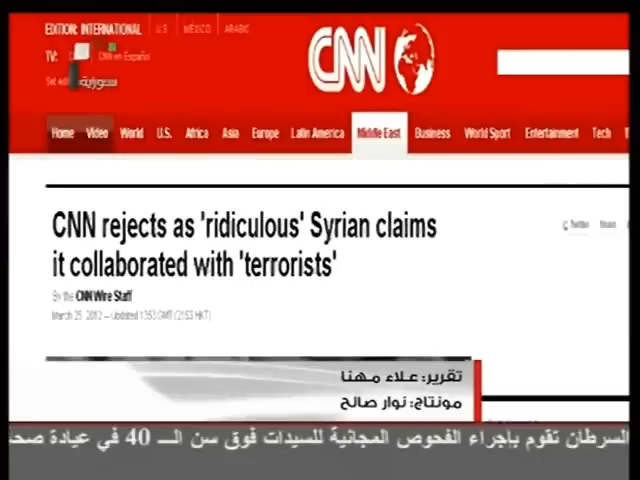 EDITION: INTERNATIONAL U.S MÉXICO ARABIC
TV: CNN en Español
سورية
CNN
Home Video World U.S. Africa Asia Europe Latin America Middle East Business World Sport Entertainment Tech
CNN rejects as 'ridiculous' Syrian claims
it collaborated with 'terrorists'
By the CNN Wire Staff
March 25, 2012 -- Updated 1353 GMT (2153 HKT)
تقرير: علاء مهنا
مونتاج: نوار صالح
السرطان تقوم بإجراء الفحوص المجانية للسيدات فوق سن الـــ 40 في عيادة صحـ